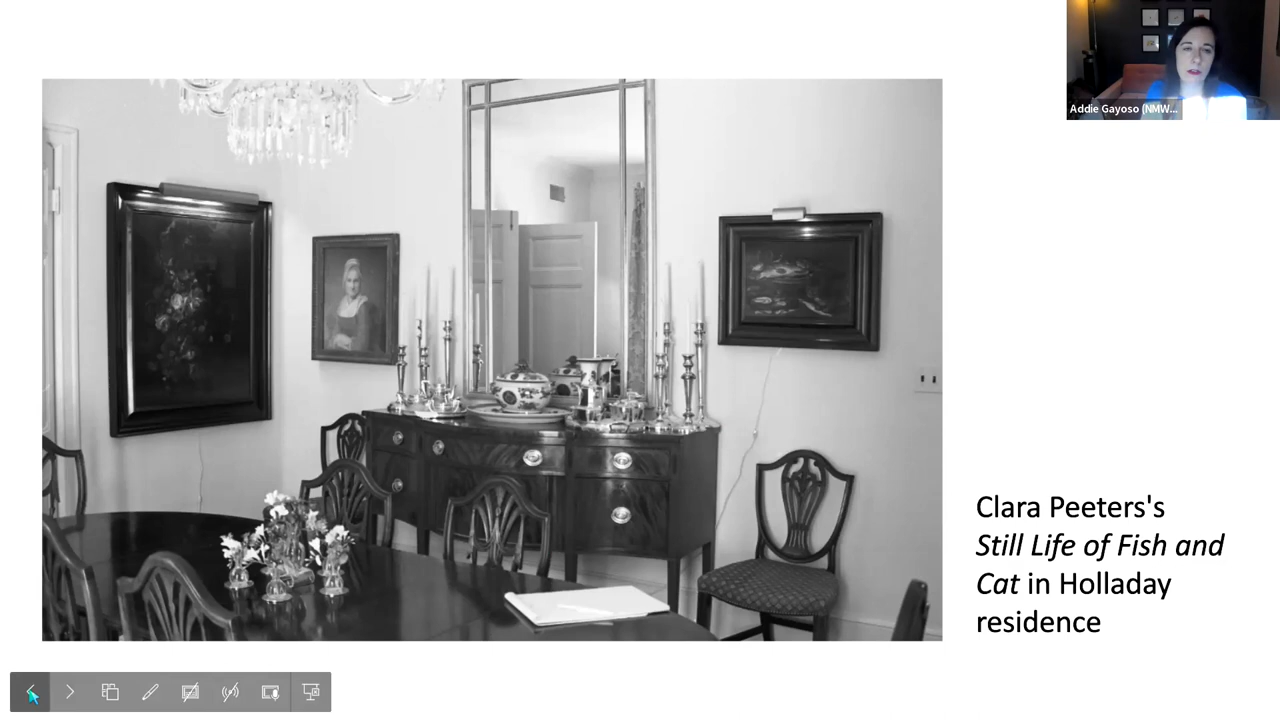 Addie Gayoso (NMW...
Clara Peeters's
Still Life of Fish and
Cat in Holladay
residence